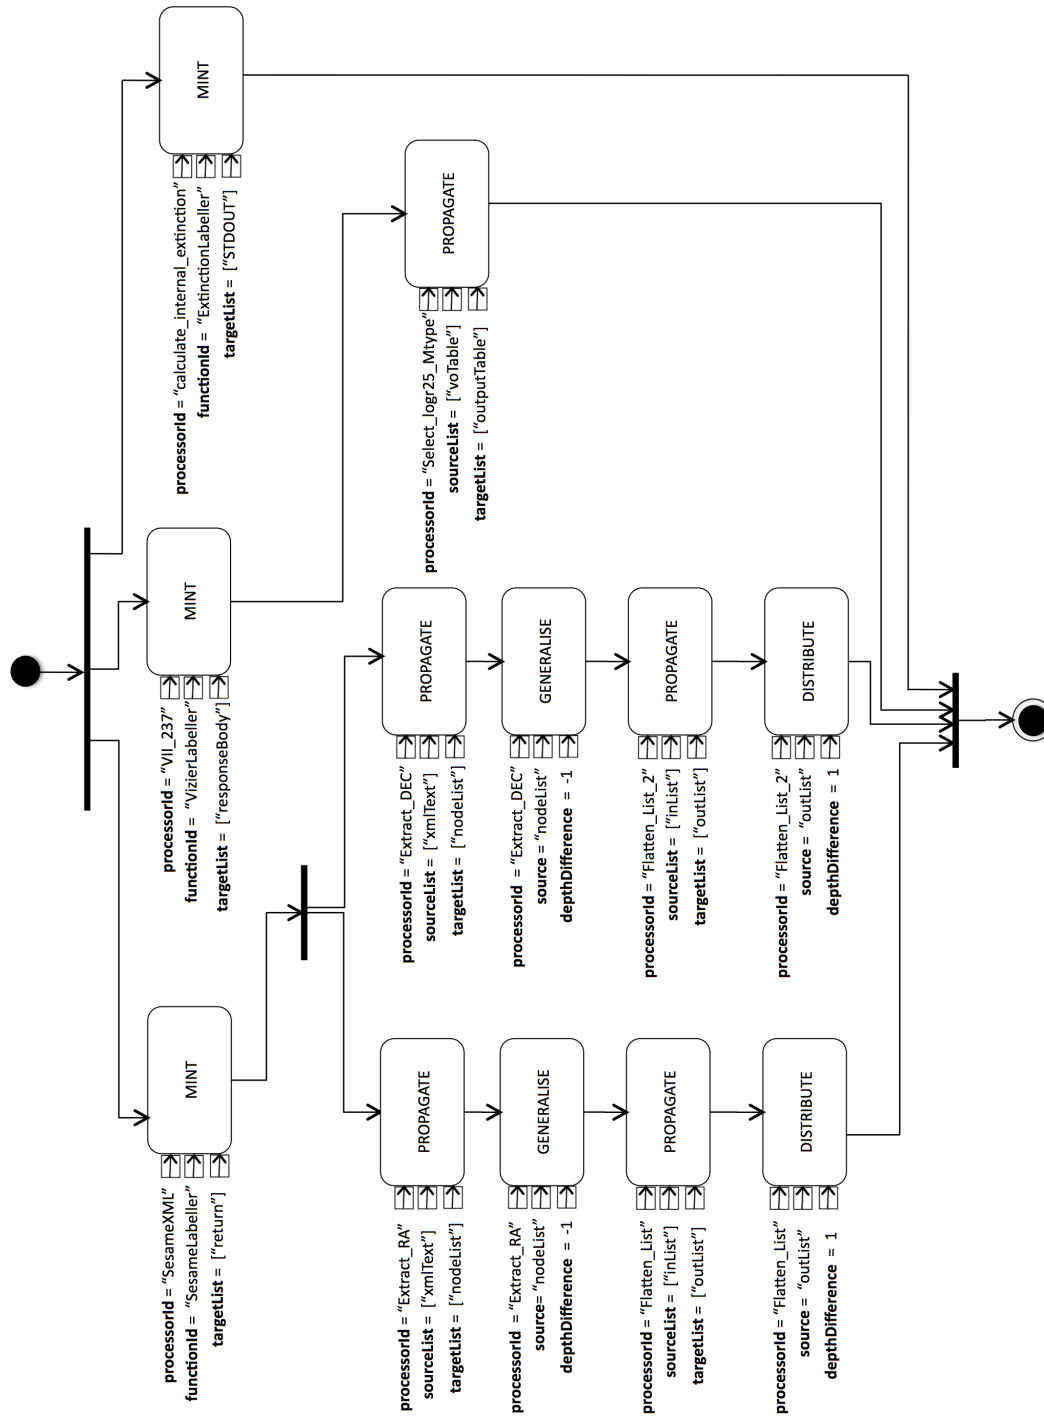 MINT
processorId = “SesameXML”
functionId = “SesameLabeller”
targetList = [“return”]
MINT
processorId = “VII_237”
functionId = “VizierLabeller”
targetList = [“responseBody”]
MINT
processorId = “calculate_internal_extinction”
functionId = “ExtinctionLabeller”
targetList = [“STDOUT”]
PROPAGATE
processorId = “Extract_RA”
sourceList = [“xmlText”]
targetList = [“nodeList”]
GENERALISE
processorId = “Extract_RA”
source= “nodeList”
depthDifference = -1
PROPAGATE
processorId = “Flatten_List”
sourceList = [“inList”]
targetList = [“outList”]
DISTRIBUTE
processorId = “Flatten_List”
source = “outList”
depthDifference = 1
PROPAGATE
processorId = “Extract_DEC”
sourceList = [“xmlText”]
targetList = [“nodeList”]
GENERALISE
processorId = “Extract_DEC”
source = “nodeList”
depthDifference = -1
PROPAGATE
processorId = “Flatten_List_2”
sourceList = [“inList”]
targetList = [“outList”]
DISTRIBUTE
processorId = “Flatten_List_2”
source = “outList”
depthDifference = 1
PROPAGATE
processorId = “Select_logr25_Mtype”
sourceList = [“voTable”]
targetList = [“outputTable”]